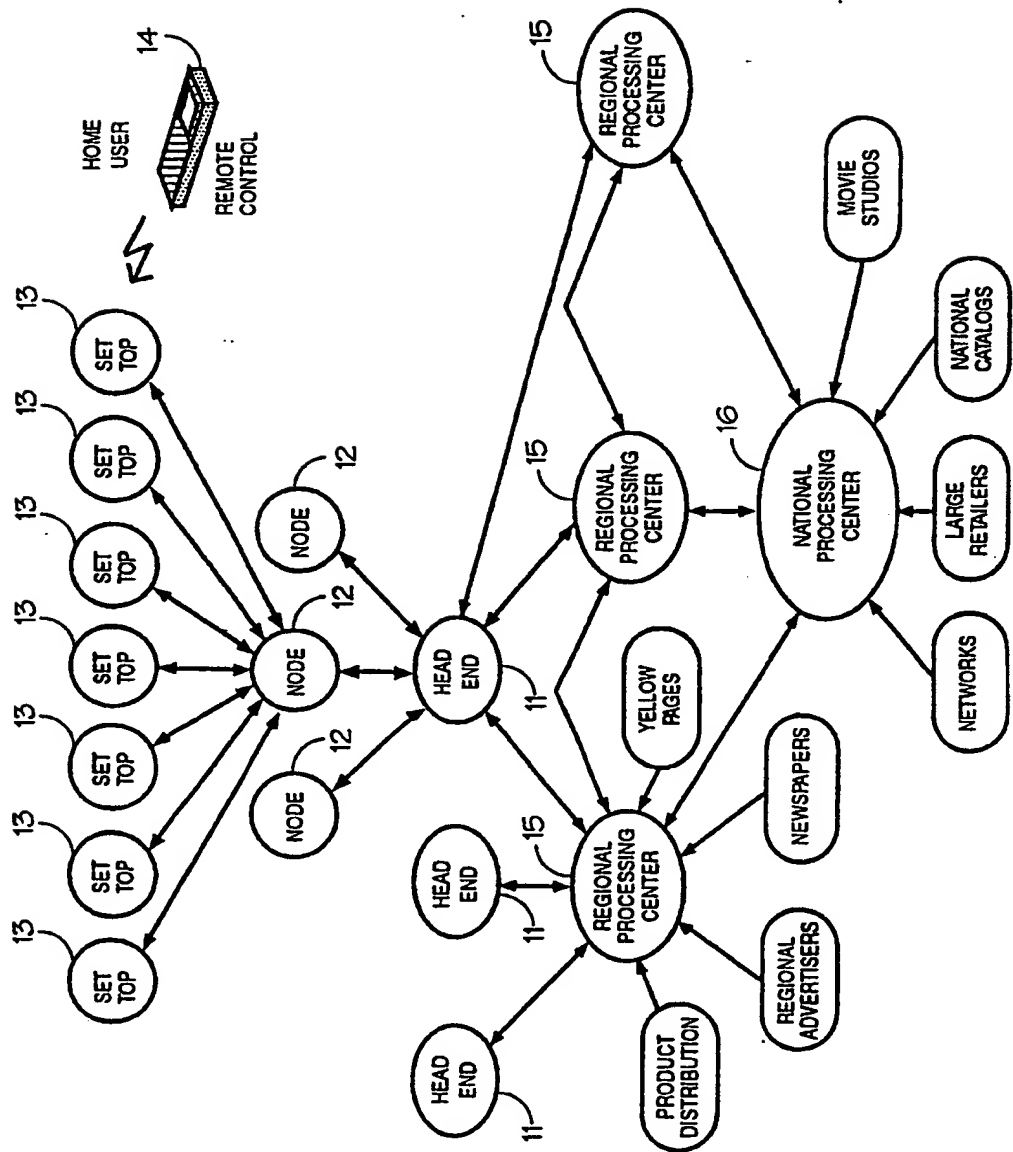 13
13
13
13
13
13
13
SET
TOP
SET
TOP
SET
TOP
SET
TOP
SET
TOP
SET
TOP
SET
TOP
HOME
USER
14
REMOTE
CONTROL
12
NODE
12
NODE
12
NODE
HEAD
END
11
HEAD
END
11
HEAD
END
11
15
REGIONAL
PROCESSING
CENTER
15
REGIONAL
PROCESSING
CENTER
15
REGIONAL
PROCESSING
CENTER
YELLOW
PAGES
PRODUCT
DISTRIBUTION
REGIONAL
ADVERTISERS
NEWSPAPERS
16
NATIONAL
PROCESSING
CENTER
MOVIE
STUDIOS
NETWORKS
LARGE
RETAILERS
NATIONAL
CATALOGS